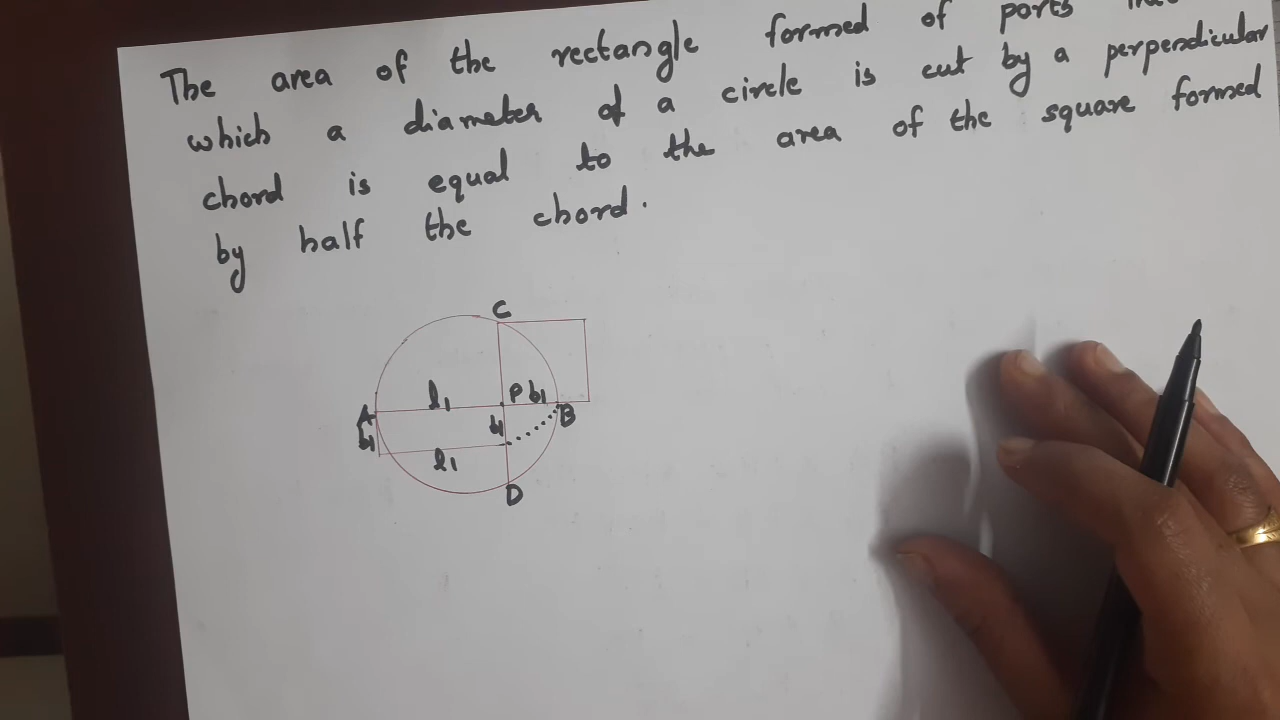 The area of the rectangle formed of parts
which a diameter of a circle is cut by a perpendicular
chord is equal to the area of the square formed
by half the chord.
C
l₁ P b₁
A B
b₁ b₁
l₁
D